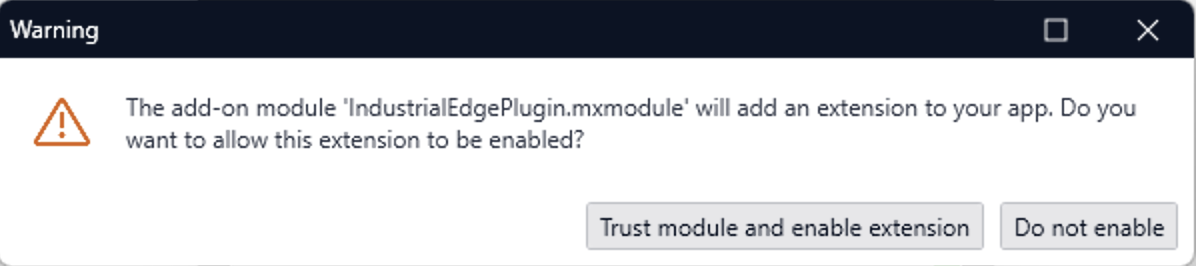 Warning
The add-on module 'IndustrialEdgePlugin.mxmodule' will add an extension to your app. Do you
want to allow this extension to be enabled?
Trust module and enable extension
Do not enable